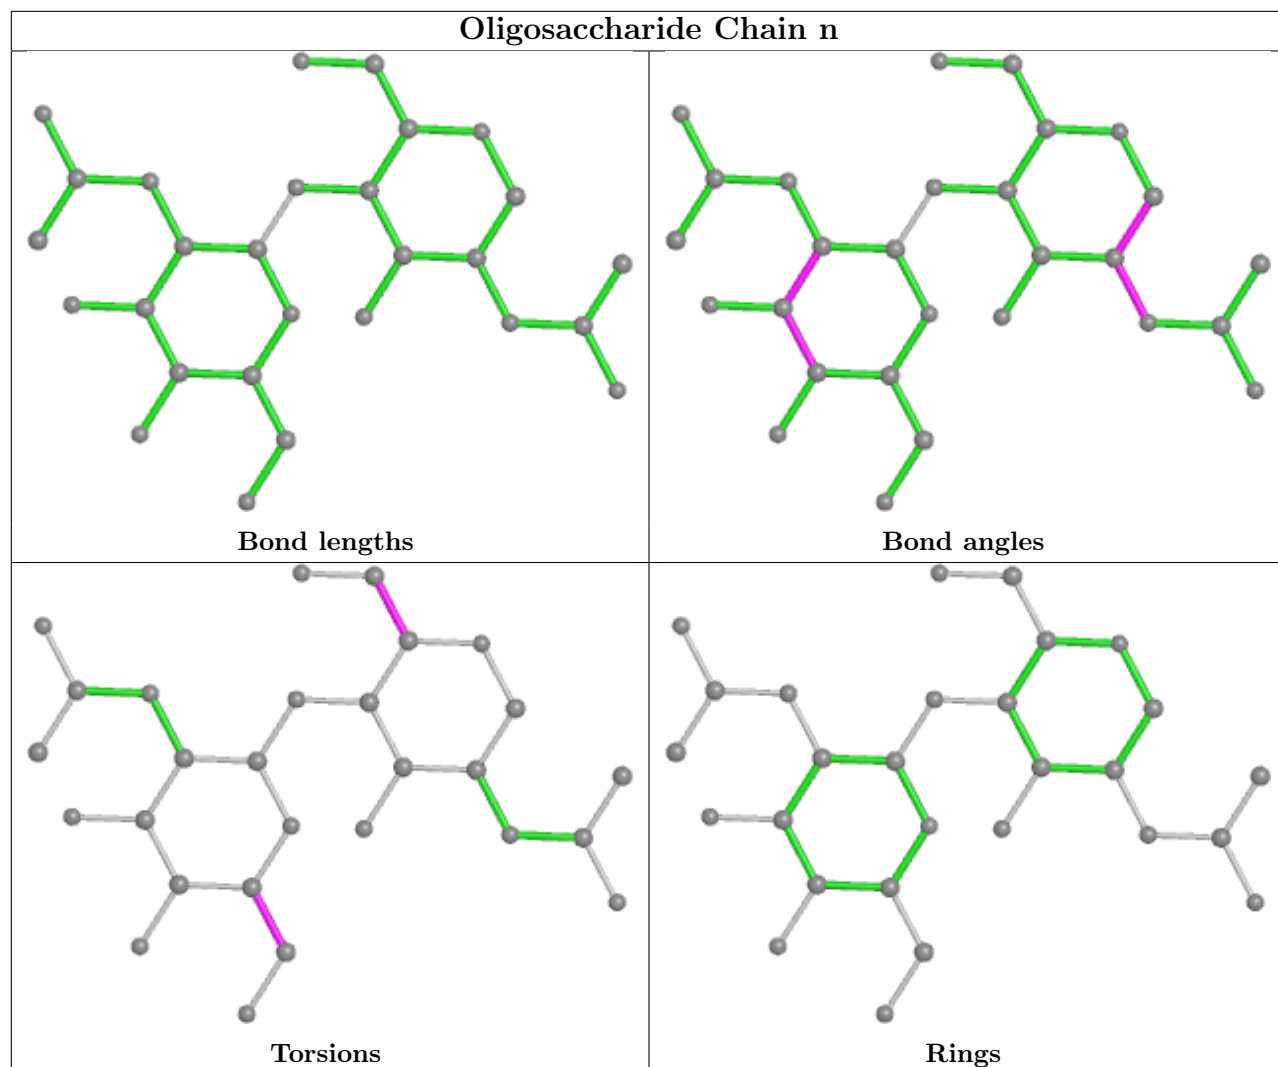 Oligosaccharide Chain n
Bond lengths
Bond angles
Torsions
Rings